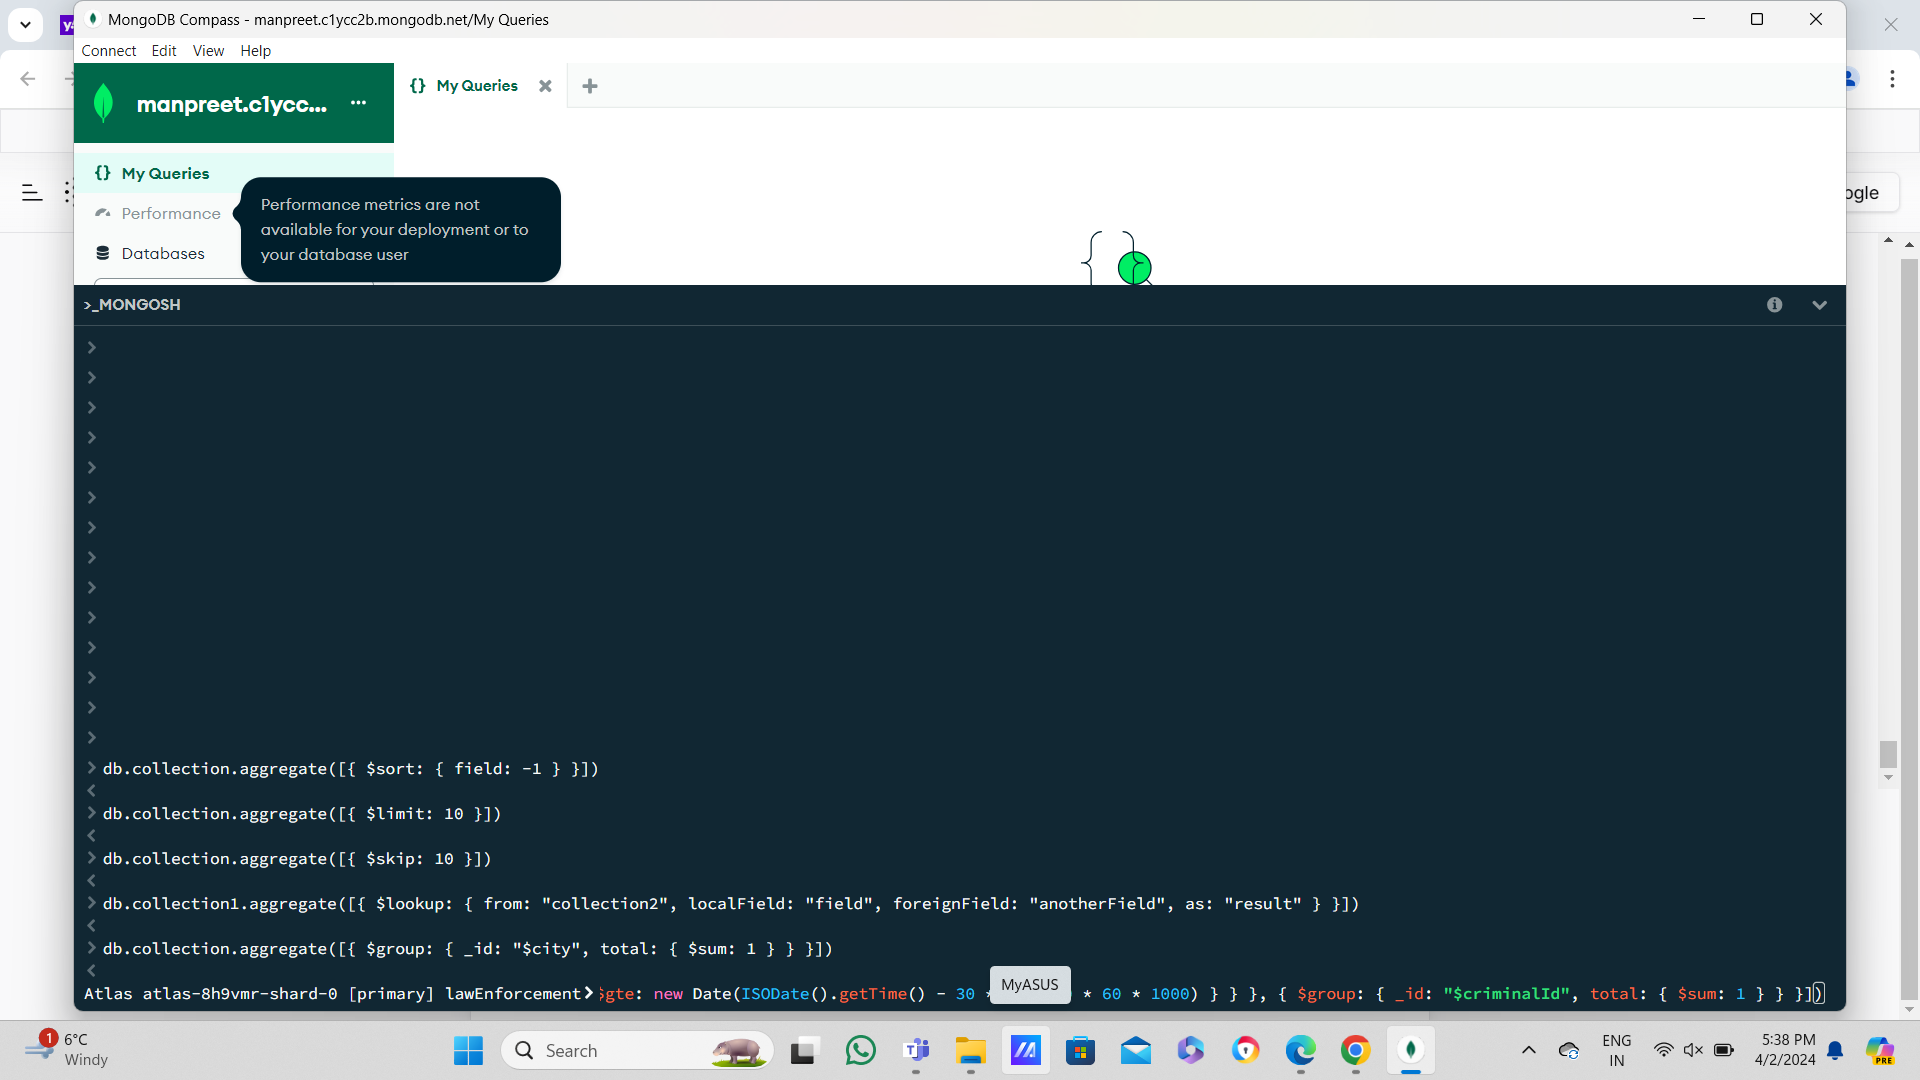 MongoDB Compass - manpreet.c1ycc2b.mongodb.net/My Queries
Connect Edit View Help
manpreet.c1ycc... ...
{} My Queries
{} My Queries
Performance
Performance metrics are not
available for your deployment or to
your database user
Databases
ogle
>_MONGOSH
>
>
>
>
>
>
>
>
>
>
>
>
>
>
> db.collection.aggregate([{ $sort: { field: -1 } }])
<
> db.collection.aggregate([{ $limit: 10 }])
<
> db.collection.aggregate([{ $skip: 10 }])
<
> db.collection1.aggregate([{ $lookup: { from: "collection2", localField: "field", foreignField: "anotherField", as: "result" } }])
<
> db.collection.aggregate([{ $group: { _id: "$city", total: { $sum: 1 } } }])
<
Atlas atlas-8h9vmr-shard-0 [primary] lawEnforcement> $gte: new Date(ISODate().getTime() - 30 * 60 * 1000) } } }, { $group: { _id: "$criminalId", total: { $sum: 1 } } }])
MyASUS
1
6°C
Windy
Search
ENG
IN
5:38 PM
4/2/2024
PRE